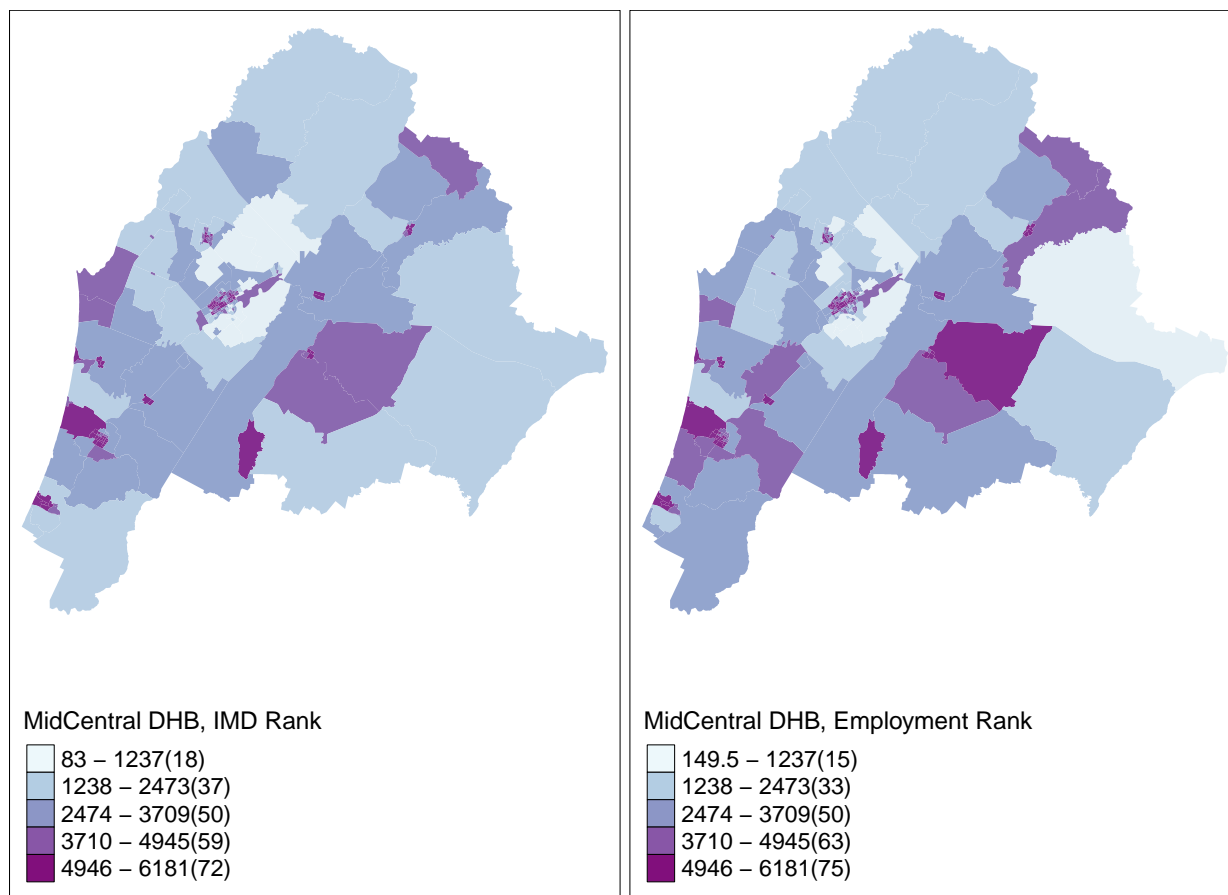 MidCentral DHB, IMD Rank
83 – 1237(18)
1238 – 2473(37)
2474 – 3709(50)
3710 – 4945(59)
4946 – 6181(72)
MidCentral DHB, Employment Rank
149.5 – 1237(15)
1238 – 2473(33)
2474 – 3709(50)
3710 – 4945(63)
4946 – 6181(75)